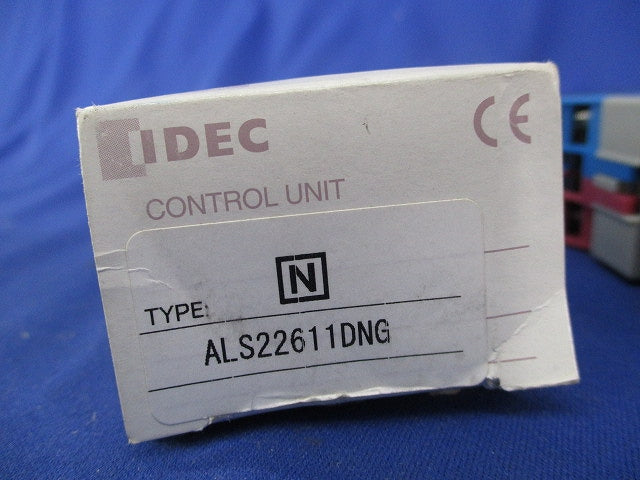 IDEC
CE
CONTROL UNIT
N
TYPE:
ALS22611DNG